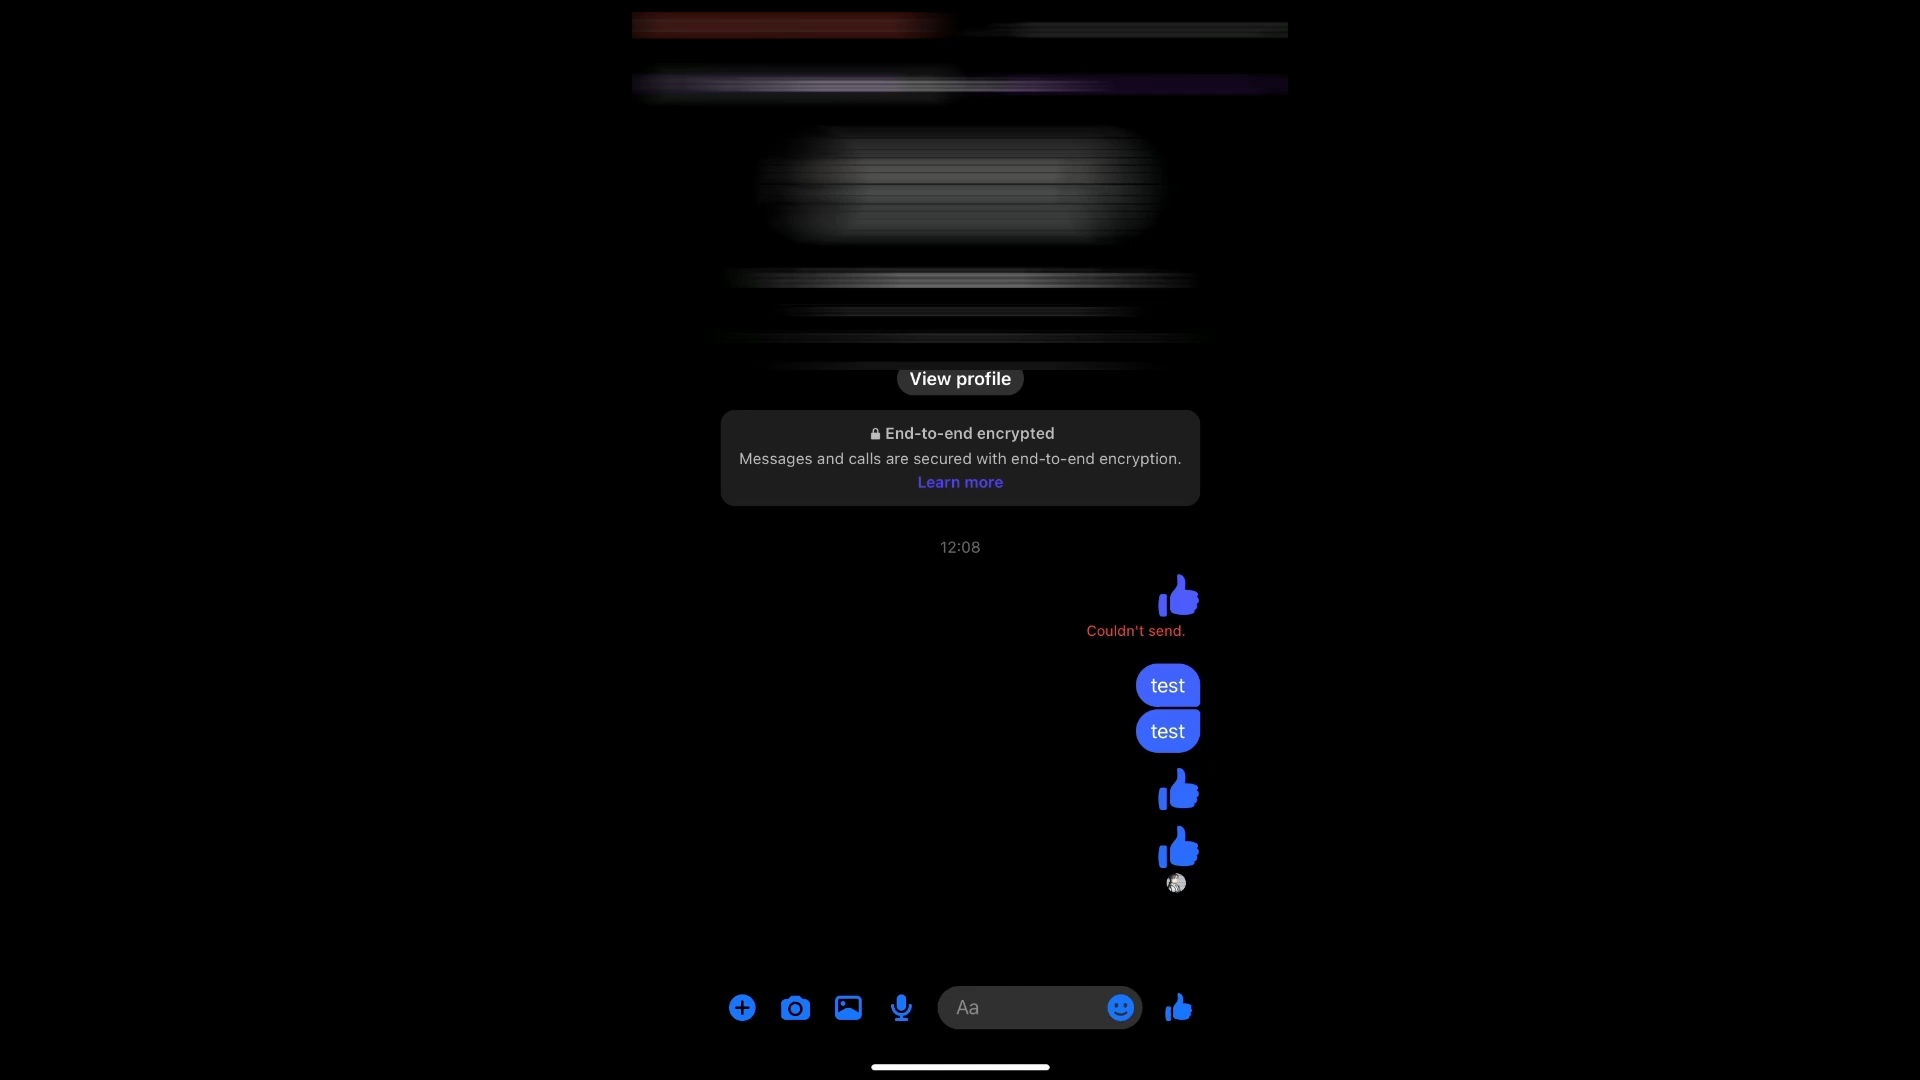 View profile
End-to-end encrypted
Messages and calls are secured with end-to-end encryption.
Learn more
12:08
Couldn't send.
test
test
Aa